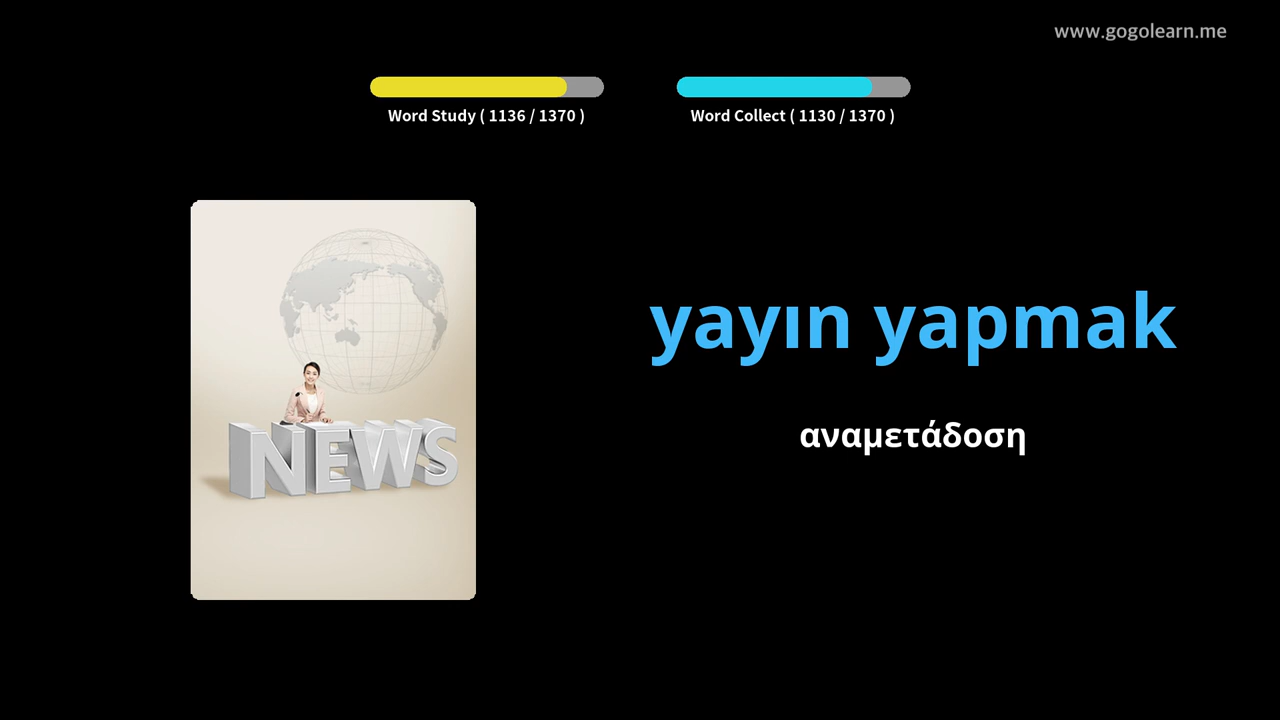 www.gogolearn.me
Word Study ( 1136 / 1370 )
Word Collect ( 1130 / 1370 )
NEWS
yayın yapmak
αναμετάδοση